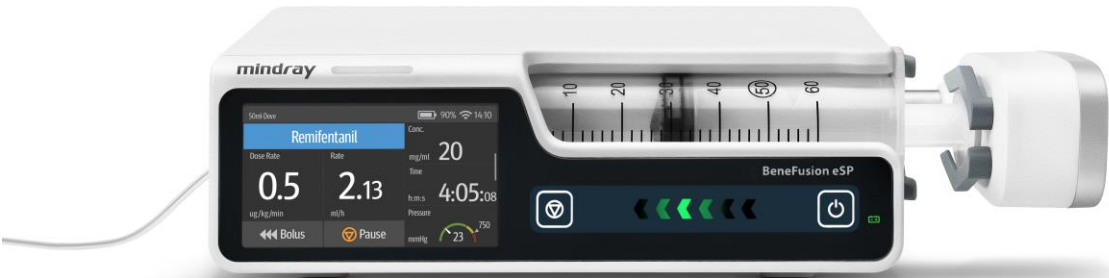 mindray
10 20 30 40 50 60
50ml-Dove 90% 14:10
Remifentanil
Dose Rate
0.5
ug/kg/min
Rate
2.13
ml/h
Conc.
mg/ml 20
Time
h:m:s 4:05:08
Pressure
mmHg 23 750
Bolus
Pause
BeneFusion eSP